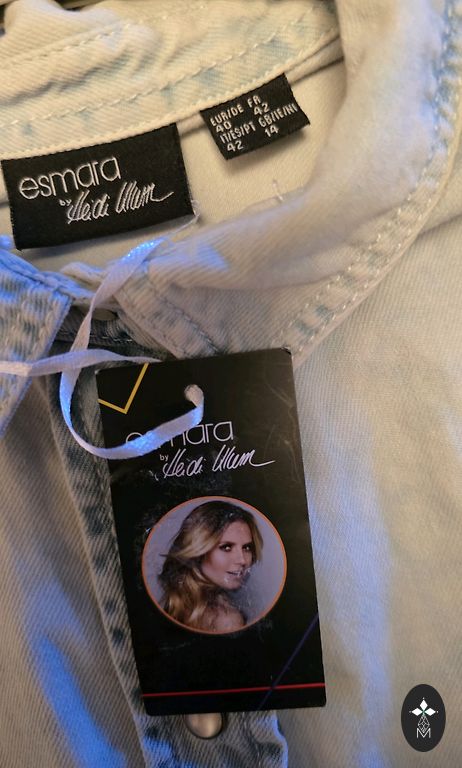 esmara
by Heidi Klum
EUR/DE FR
40 42
IT/ES/PT GB/IE/NI
42 14
esmara
by Heidi Klum
M